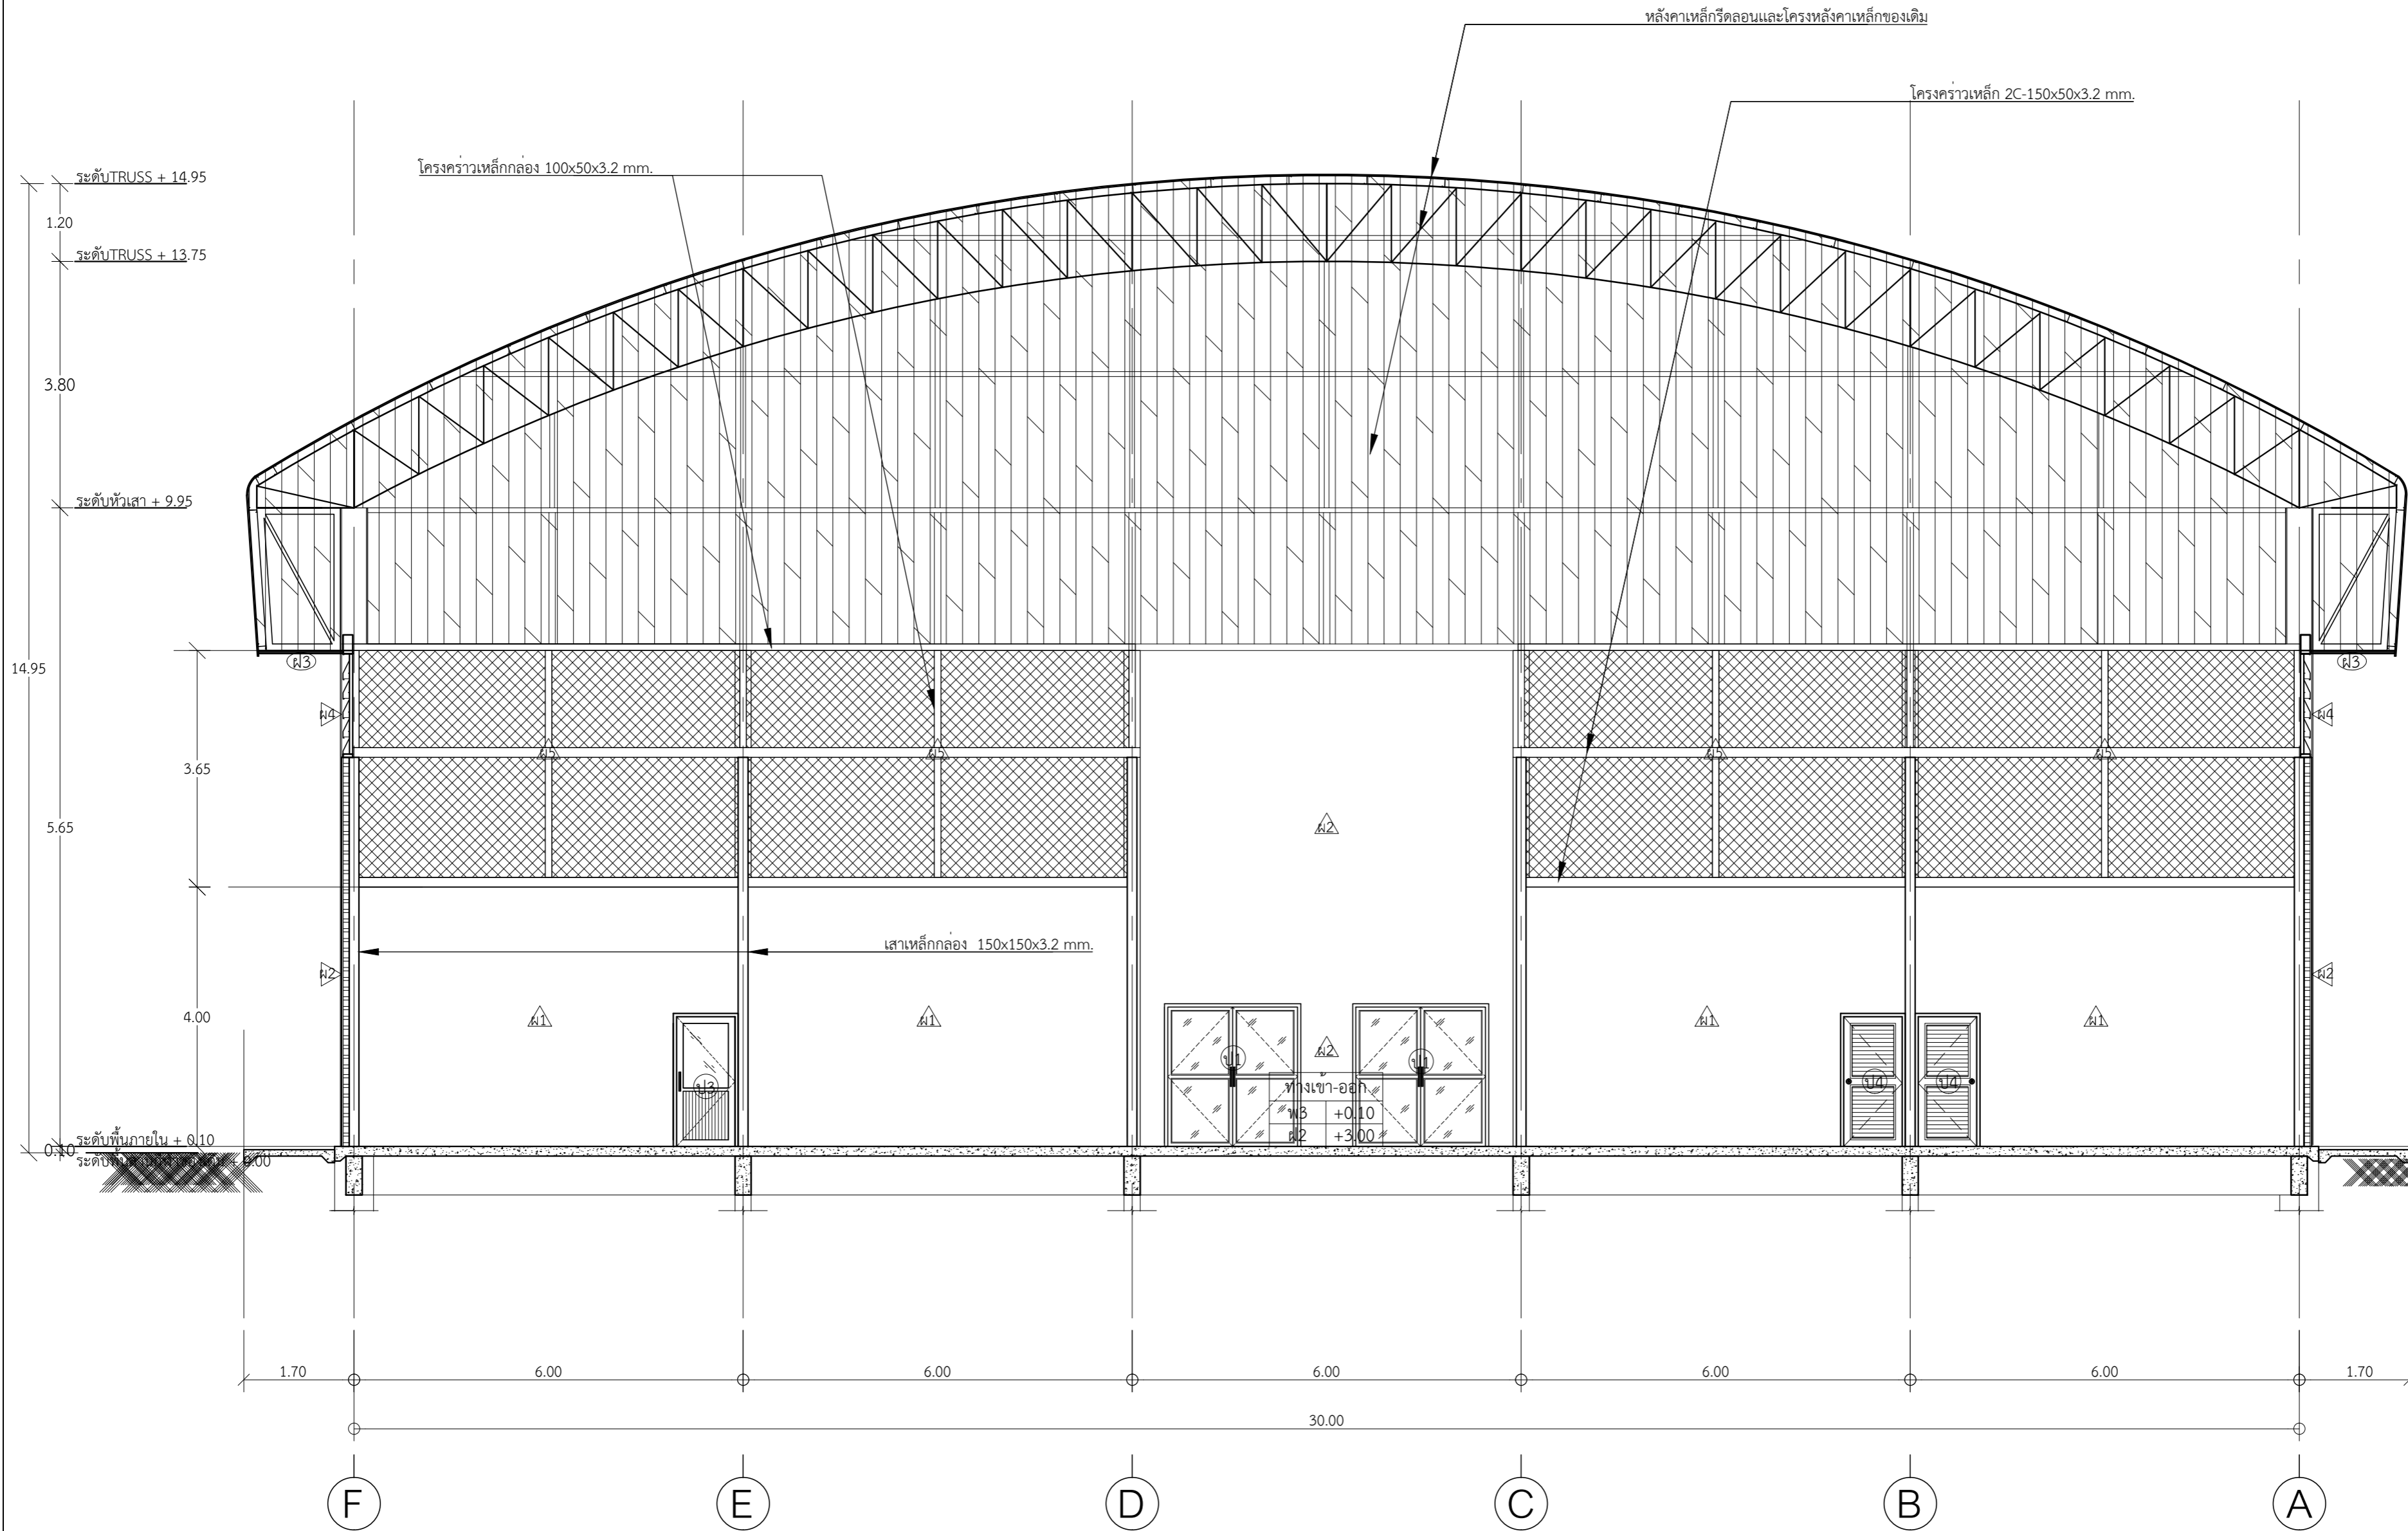 หลังคาเหล็กรีดลอนและโครงหลังคาเหล็กของเดิม
โครงคร่าวเหล็ก 2C-150x50x3.2 mm.
โครงคร่าวเหล็กกล่อง 100x50x3.2 mm.
ระดับTRUSS + 14.95
1.20
ระดับTRUSS + 13.75
3.80
ระดับหัวเสา + 9.95
14.95
ฝ3
ฝ3
ผ4
ผ4
ผ5
ผ5
ผ5
ผ5
3.65
5.65
ผ2
เสาเหล็กกล่อง 150x150x3.2 mm.
ผ2
ผ2
4.00
ผ1
ผ1
ผ1
ผ1
ผ2
ป1
ป1
ป3
ป4
ป4
ทางเข้า-ออก
พ3 +0.10
ฝ2 +3.00
ระดับพื้นภายใน + 0.10
0.10
1.70
6.00
6.00
6.00
6.00
6.00
1.70
30.00
F
E
D
C
B
A